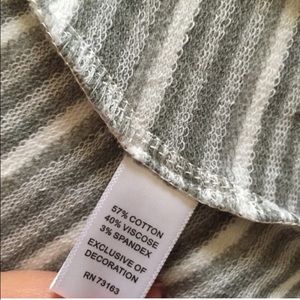 57% COTTON
40% VISCOSE
3% SPANDEX
EXCLUSIVE OF
DECORATION
RN 73163